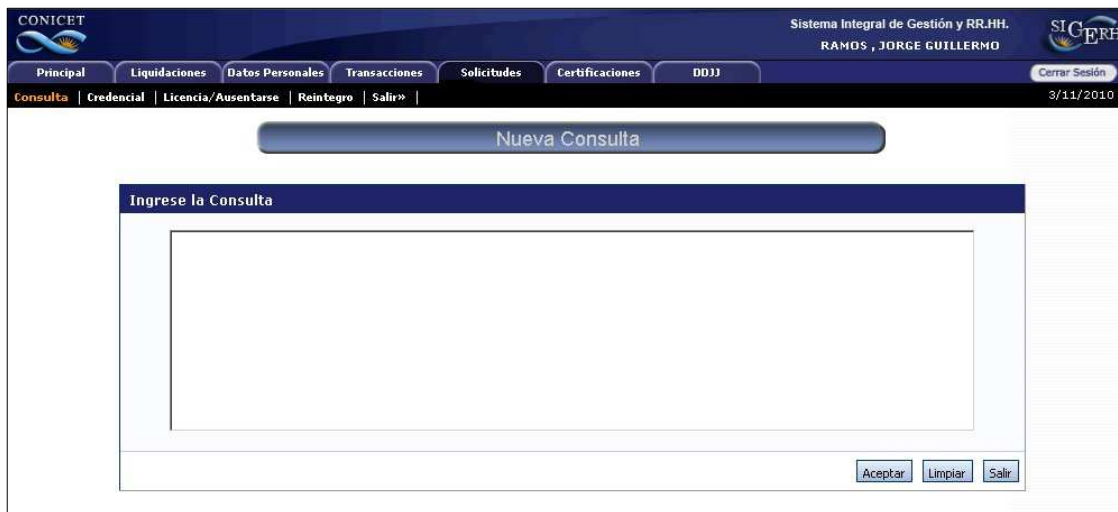 CONICET
Sistema Integral de Gestión y RR.HH.
RAMOS , JORGE GUILLERMO
SIGERH
Principal Liquidaciones Datos Personales Transacciones Solicitudes Certificaciones DDJJ Cerrar Sesión
Consulta | Credencial | Licencia/Ausentarse | Reintegro | Salir» | 3/11/2010
Nueva Consulta
Ingrese la Consulta
Aceptar Limpiar Salir